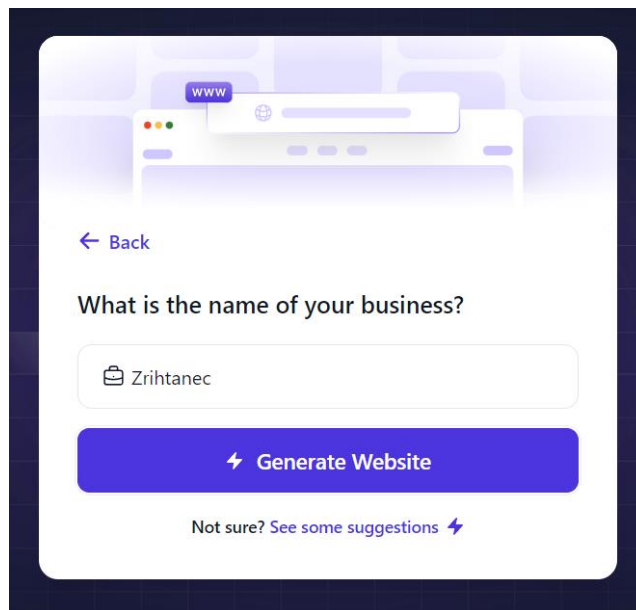 www
Back
What is the name of your business?
Zrihtanec
Generate Website
Not sure? See some suggestions